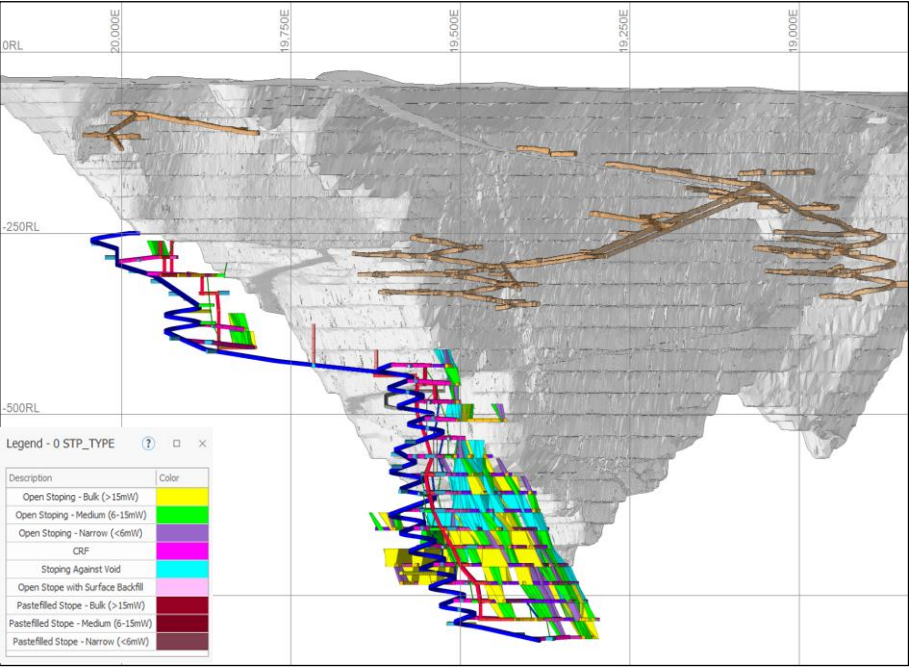 20,000E
19,750E
19,500E
19,250E
19,000E
0RL
-250RL
-500RL
Legend - 0 STP_TYPE
?
Description Color
Open Stoping - Bulk (>15mW)
Open Stoping - Medium (6-15mW)
Open Stoping - Narrow (<6mW)
CRF
Stoping Against Void
Open Stope with Surface Backfill
Pastefilled Stope - Bulk (>15mW)
Pastefilled Stope - Medium (6-15mW)
Pastefilled Stope - Narrow (<6mW)